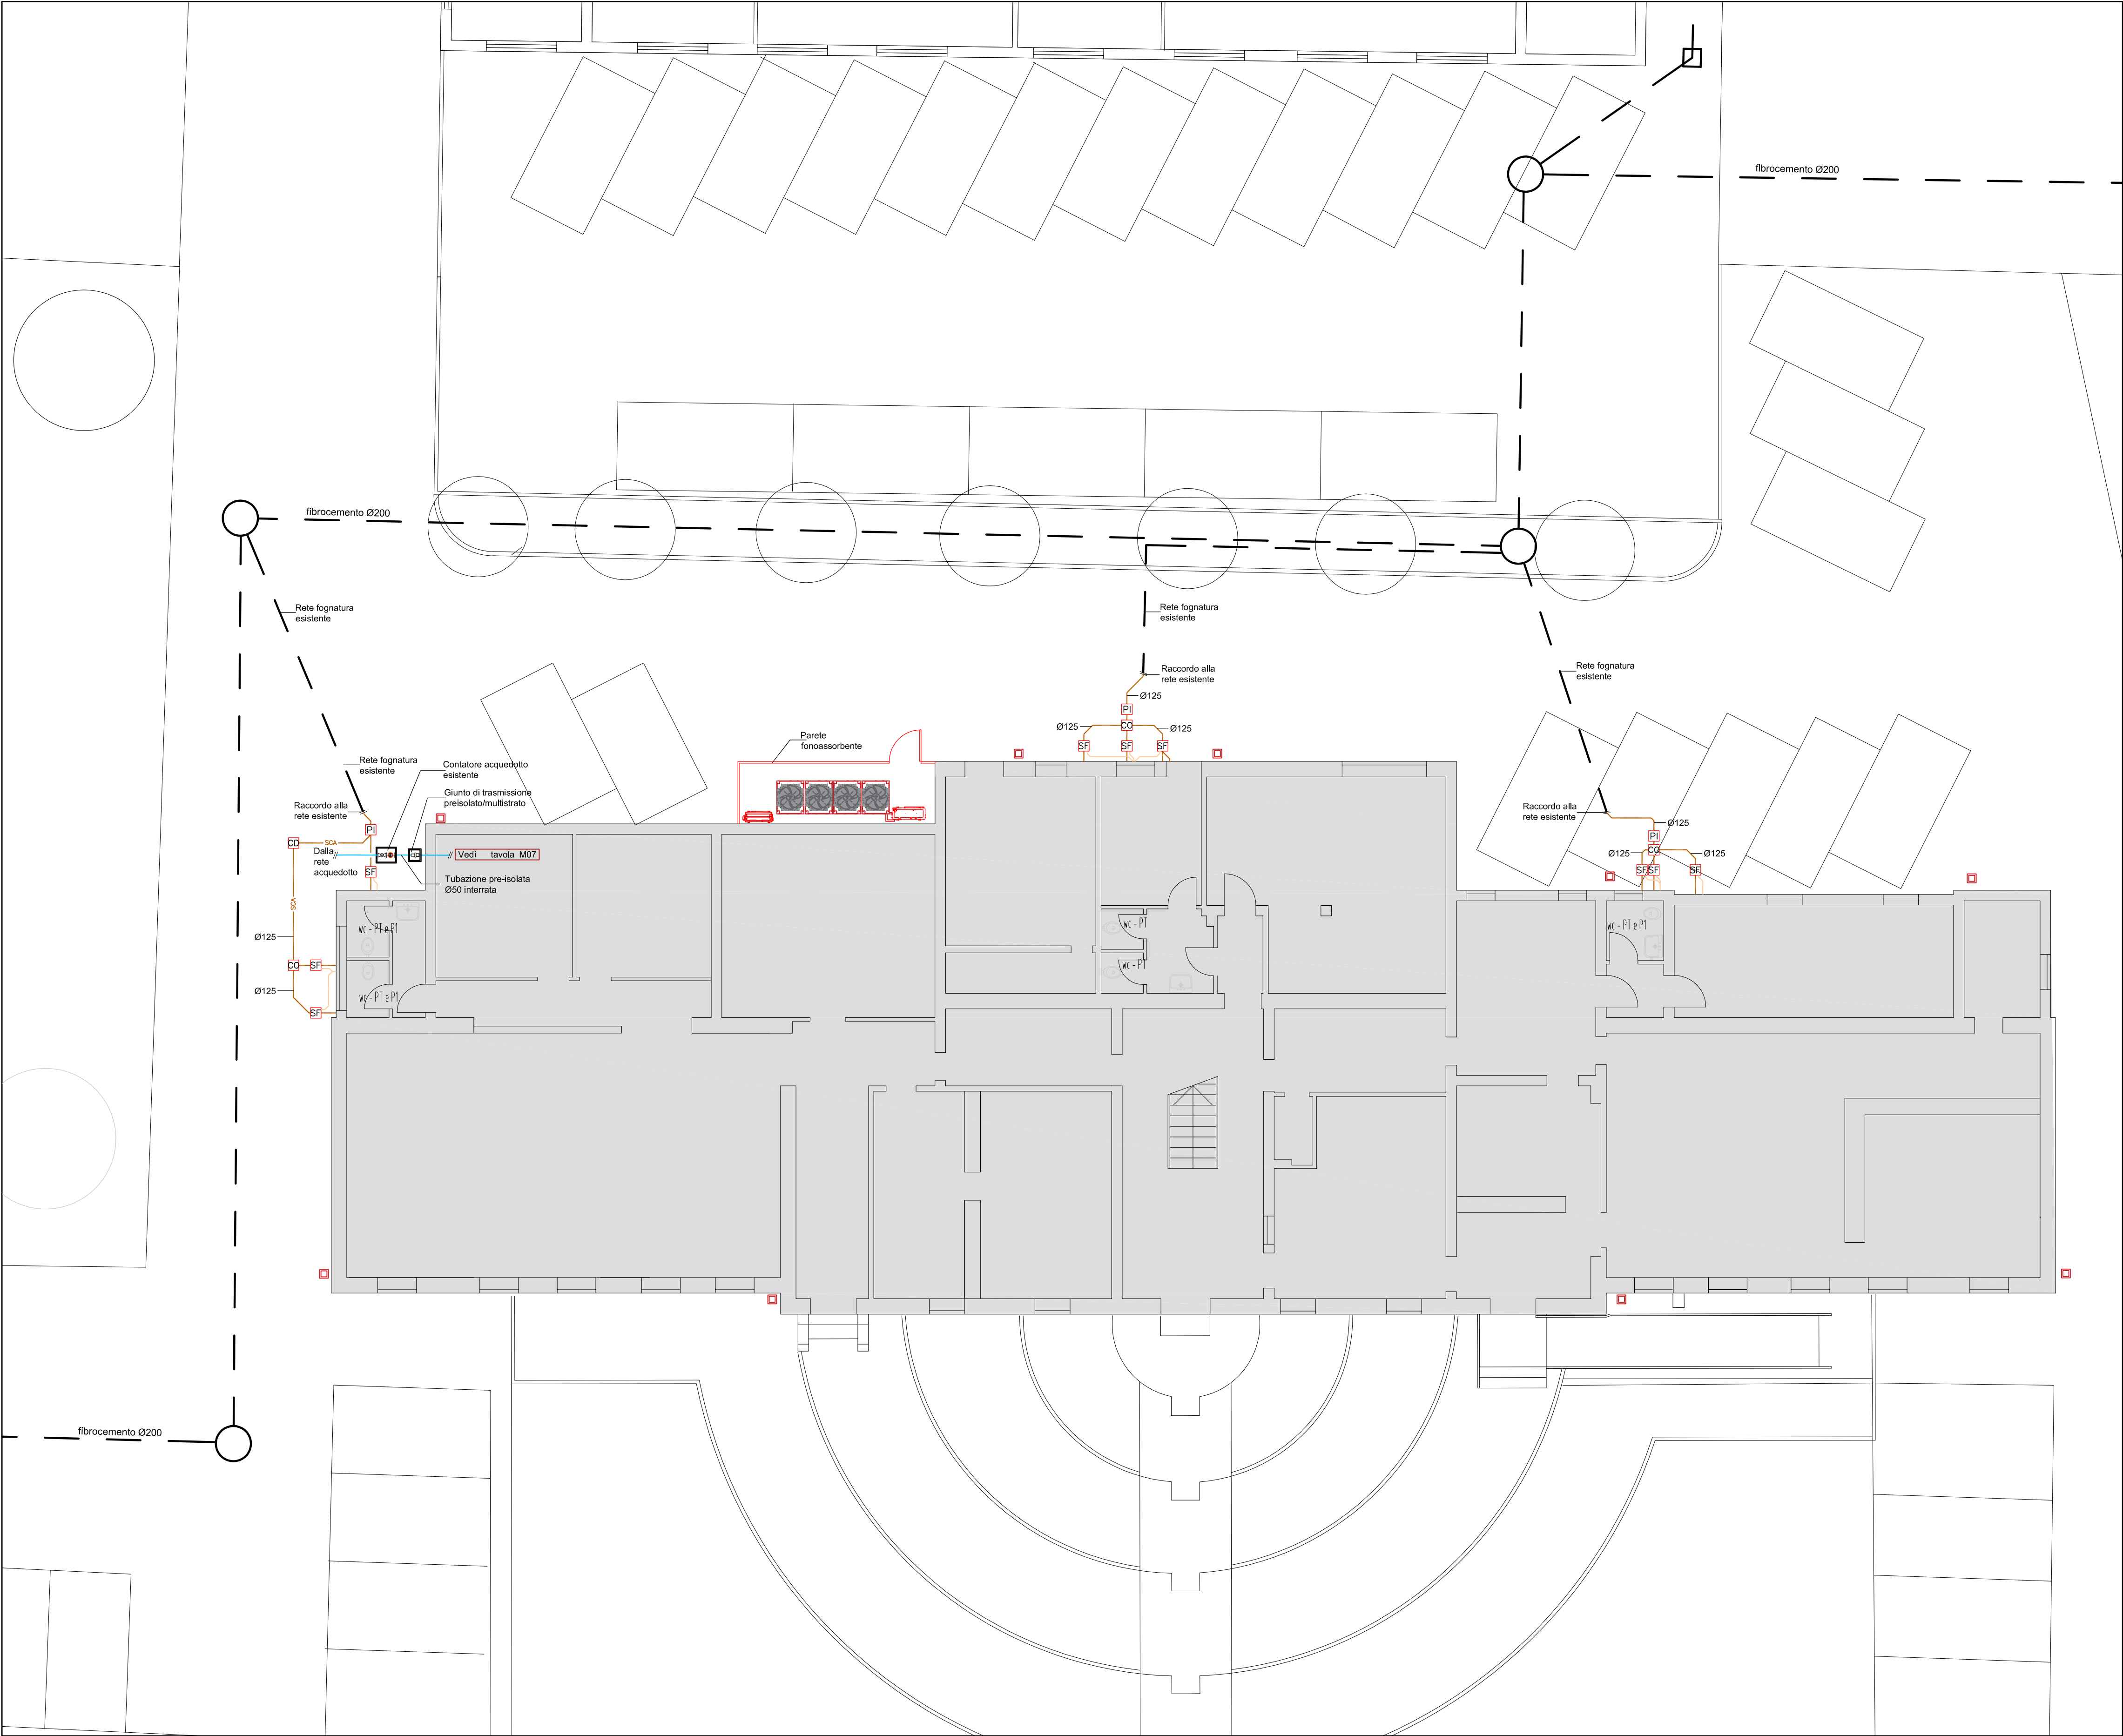 fibrocemento Ø200
fibrocemento Ø200
Rete fognatura
esistente
Rete fognatura
esistente
Rete fognatura
esistente
Raccordo alla
rete esistente
Ø125
PI
CO
Ø125
Ø125
SF
SF
SF
Parete
fonoassorbente
Rete fognatura
esistente
Contatore acquedotto
esistente
Giunto di trasmissione
preisolato/multistrato
Raccordo alla
rete esistente
PI
CD
SCA
Dalla
rete
acquedotto
Vedi tavola M07
SF
Tubazione pre-isolata
Ø50 interrata
SCA
Ø125
CO
SF
Ø125
SF
Raccordo alla
rete esistente
Ø125
PI
CO
Ø125
Ø125
SF
SF
SF
wc - PT e P1
wc - PT e P1
wc - PT
wc - PT
wc - PT e P1
fibrocemento Ø200